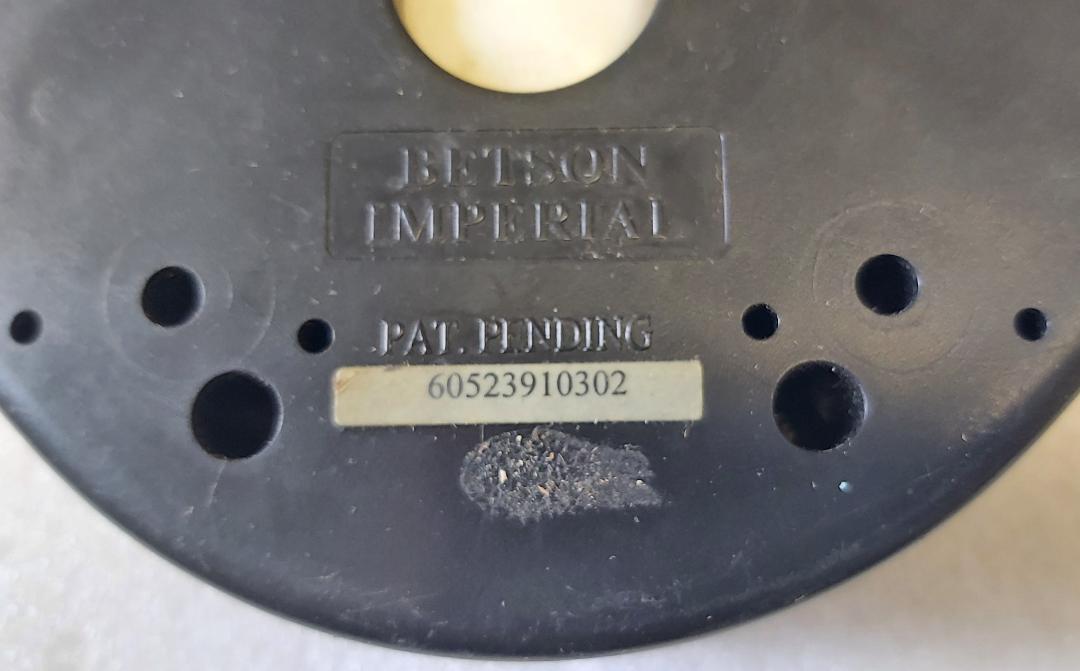 BETSON
IMPERIAL
PAT. PENDING
60523910302